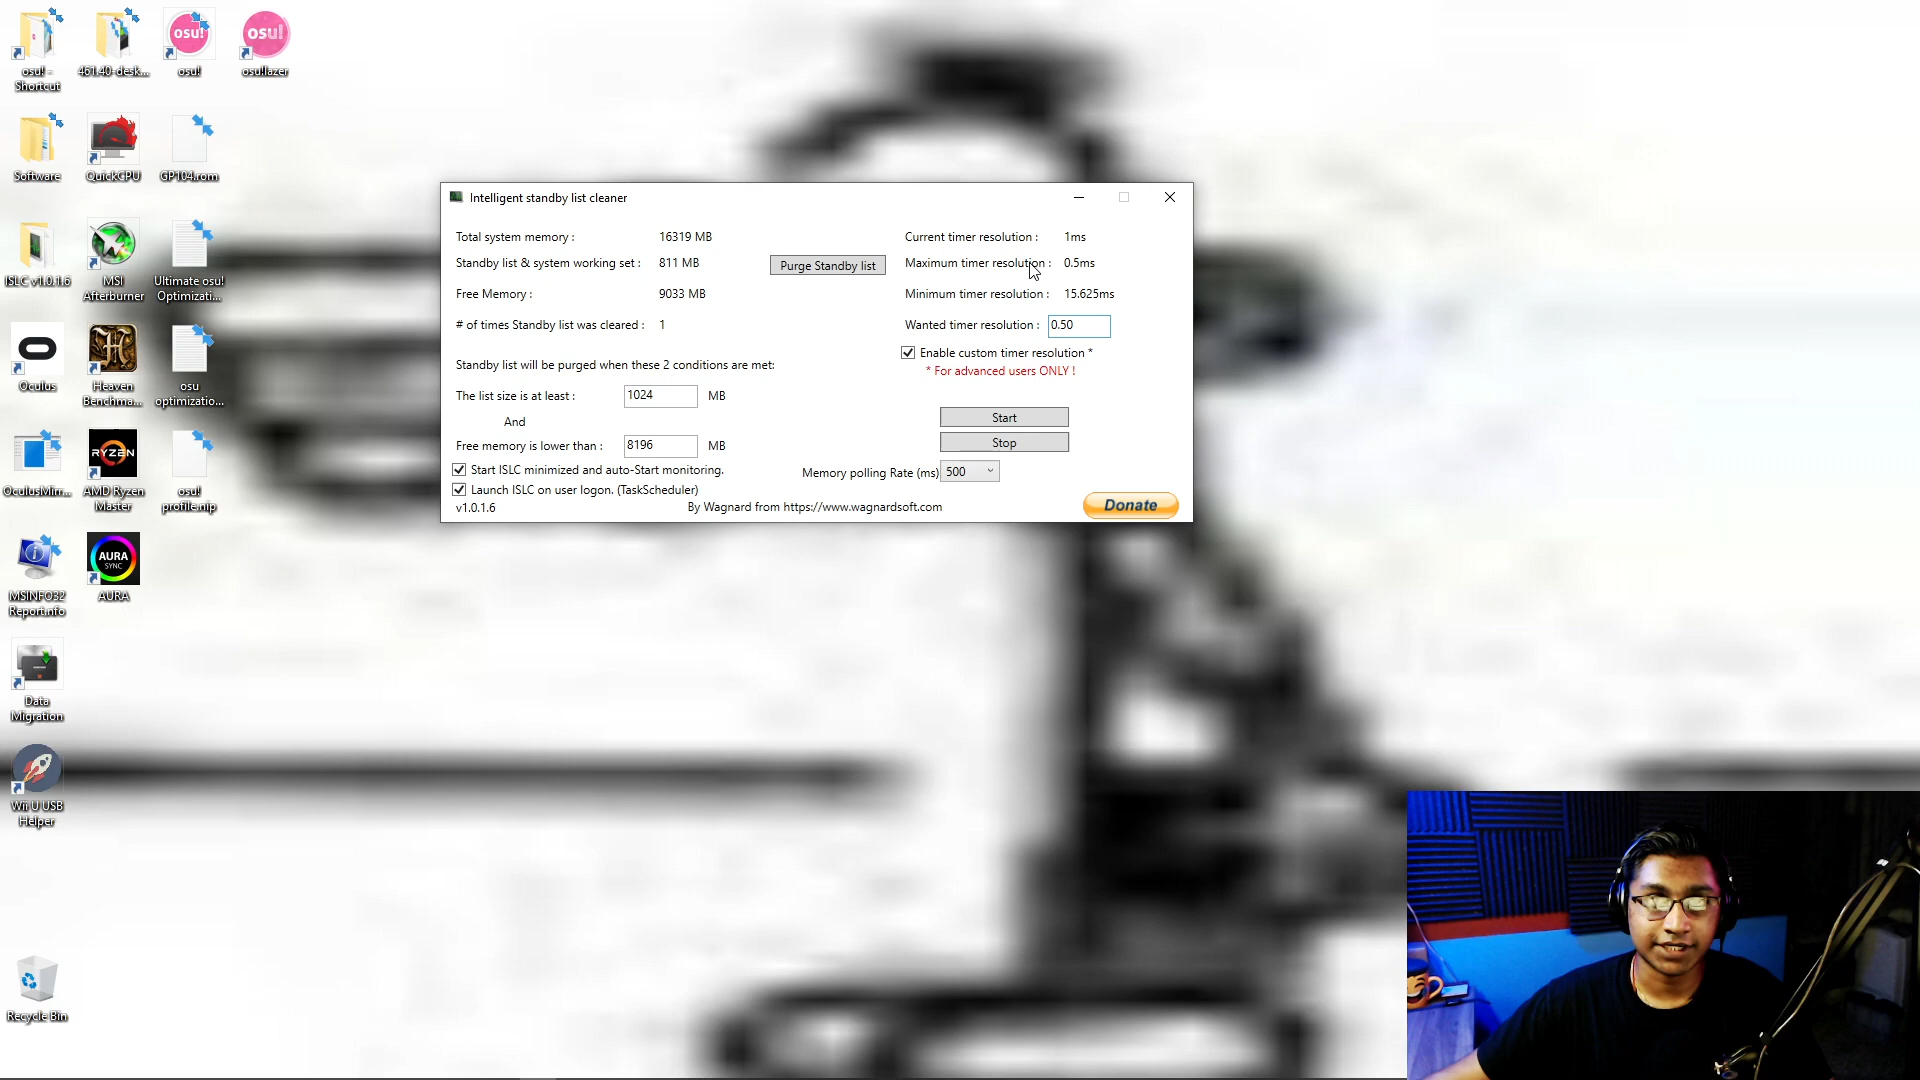 osu! -
Shortcut
461.40-desk...
osu!
osu!
osu!
osu!lazer
Software
QuickCPU
GP104.rom
ISLC v1.0.1.6
MSI
Afterburner
Ultimate osu!
Optimizati...
Oculus
Heaven
Benchma...
osu
optimizatio...
OculusMirr...
RYZEN
AMD Ryzen
Master
osu!
profile.nip
MSINFO32
Report.nfo
AURA
SYNC
AURA
Data
Migration
Wii U USB
Helper
Recycle Bin
Intelligent standby list cleaner
Total system memory : 16319 MB
Standby list & system working set : 811 MB
Free Memory : 9033 MB
# of times Standby list was cleared : 1
Purge Standby list
Standby list will be purged when these 2 conditions are met:
The list size is at least : 1024 MB
And
Free memory is lower than : 8196 MB
Start ISLC minimized and auto-Start monitoring.
Launch ISLC on user logon. (TaskScheduler)
v1.0.1.6
By Wagnard from https://www.wagnardsoft.com
Current timer resolution : 1ms
Maximum timer resolution : 0.5ms
Minimum timer resolution : 15.625ms
Wanted timer resolution : 0.50
Enable custom timer resolution *
* For advanced users ONLY !
Start
Stop
Memory polling Rate (ms) 500
Donate